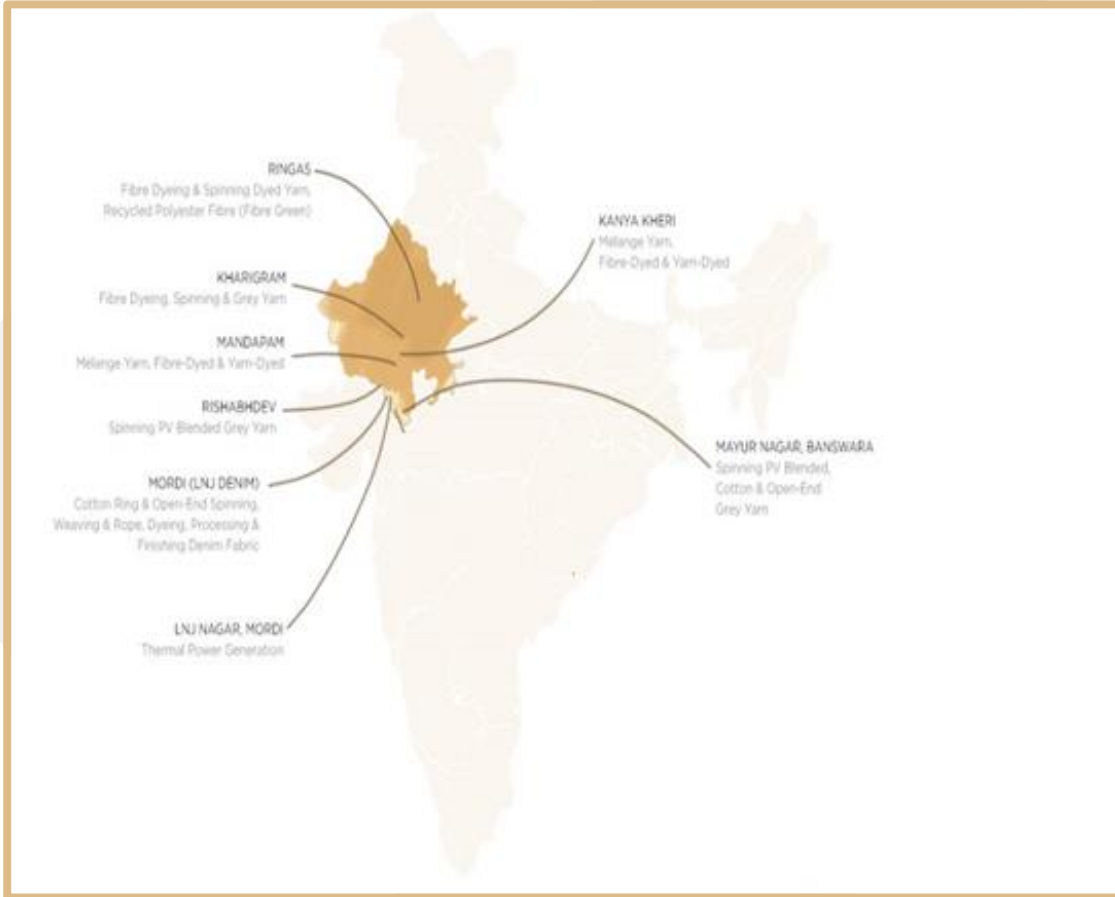 RINGAS
Fibre Dyeing & Spinning Dyed Yarn,
Recycled Polyester Fibre (Fibre Green)
KHARIGRAM
Fibre Dyeing, Spinning & Grey Yarn
MANDAPAM
Melange Yarn, Fibre-Dyed & Yarn-Dyed
RISHABHDEV
Spinning PV Blended Grey Yarn
MORDI (LNJ DENIM)
Cotton Ring & Open-End Spinning,
Weaving & Rope, Dyeing, Processing &
Finishing Denim Fabric
LNJ NAGAR, MORDI
Thermal Power Generation
KANYA KHERI
Melange Yarn,
Fibre-Dyed & Yarn-Dyed
MAYUR NAGAR, BANSWARA
Spinning PV Blended,
Cotton & Open-End
Grey Yarn